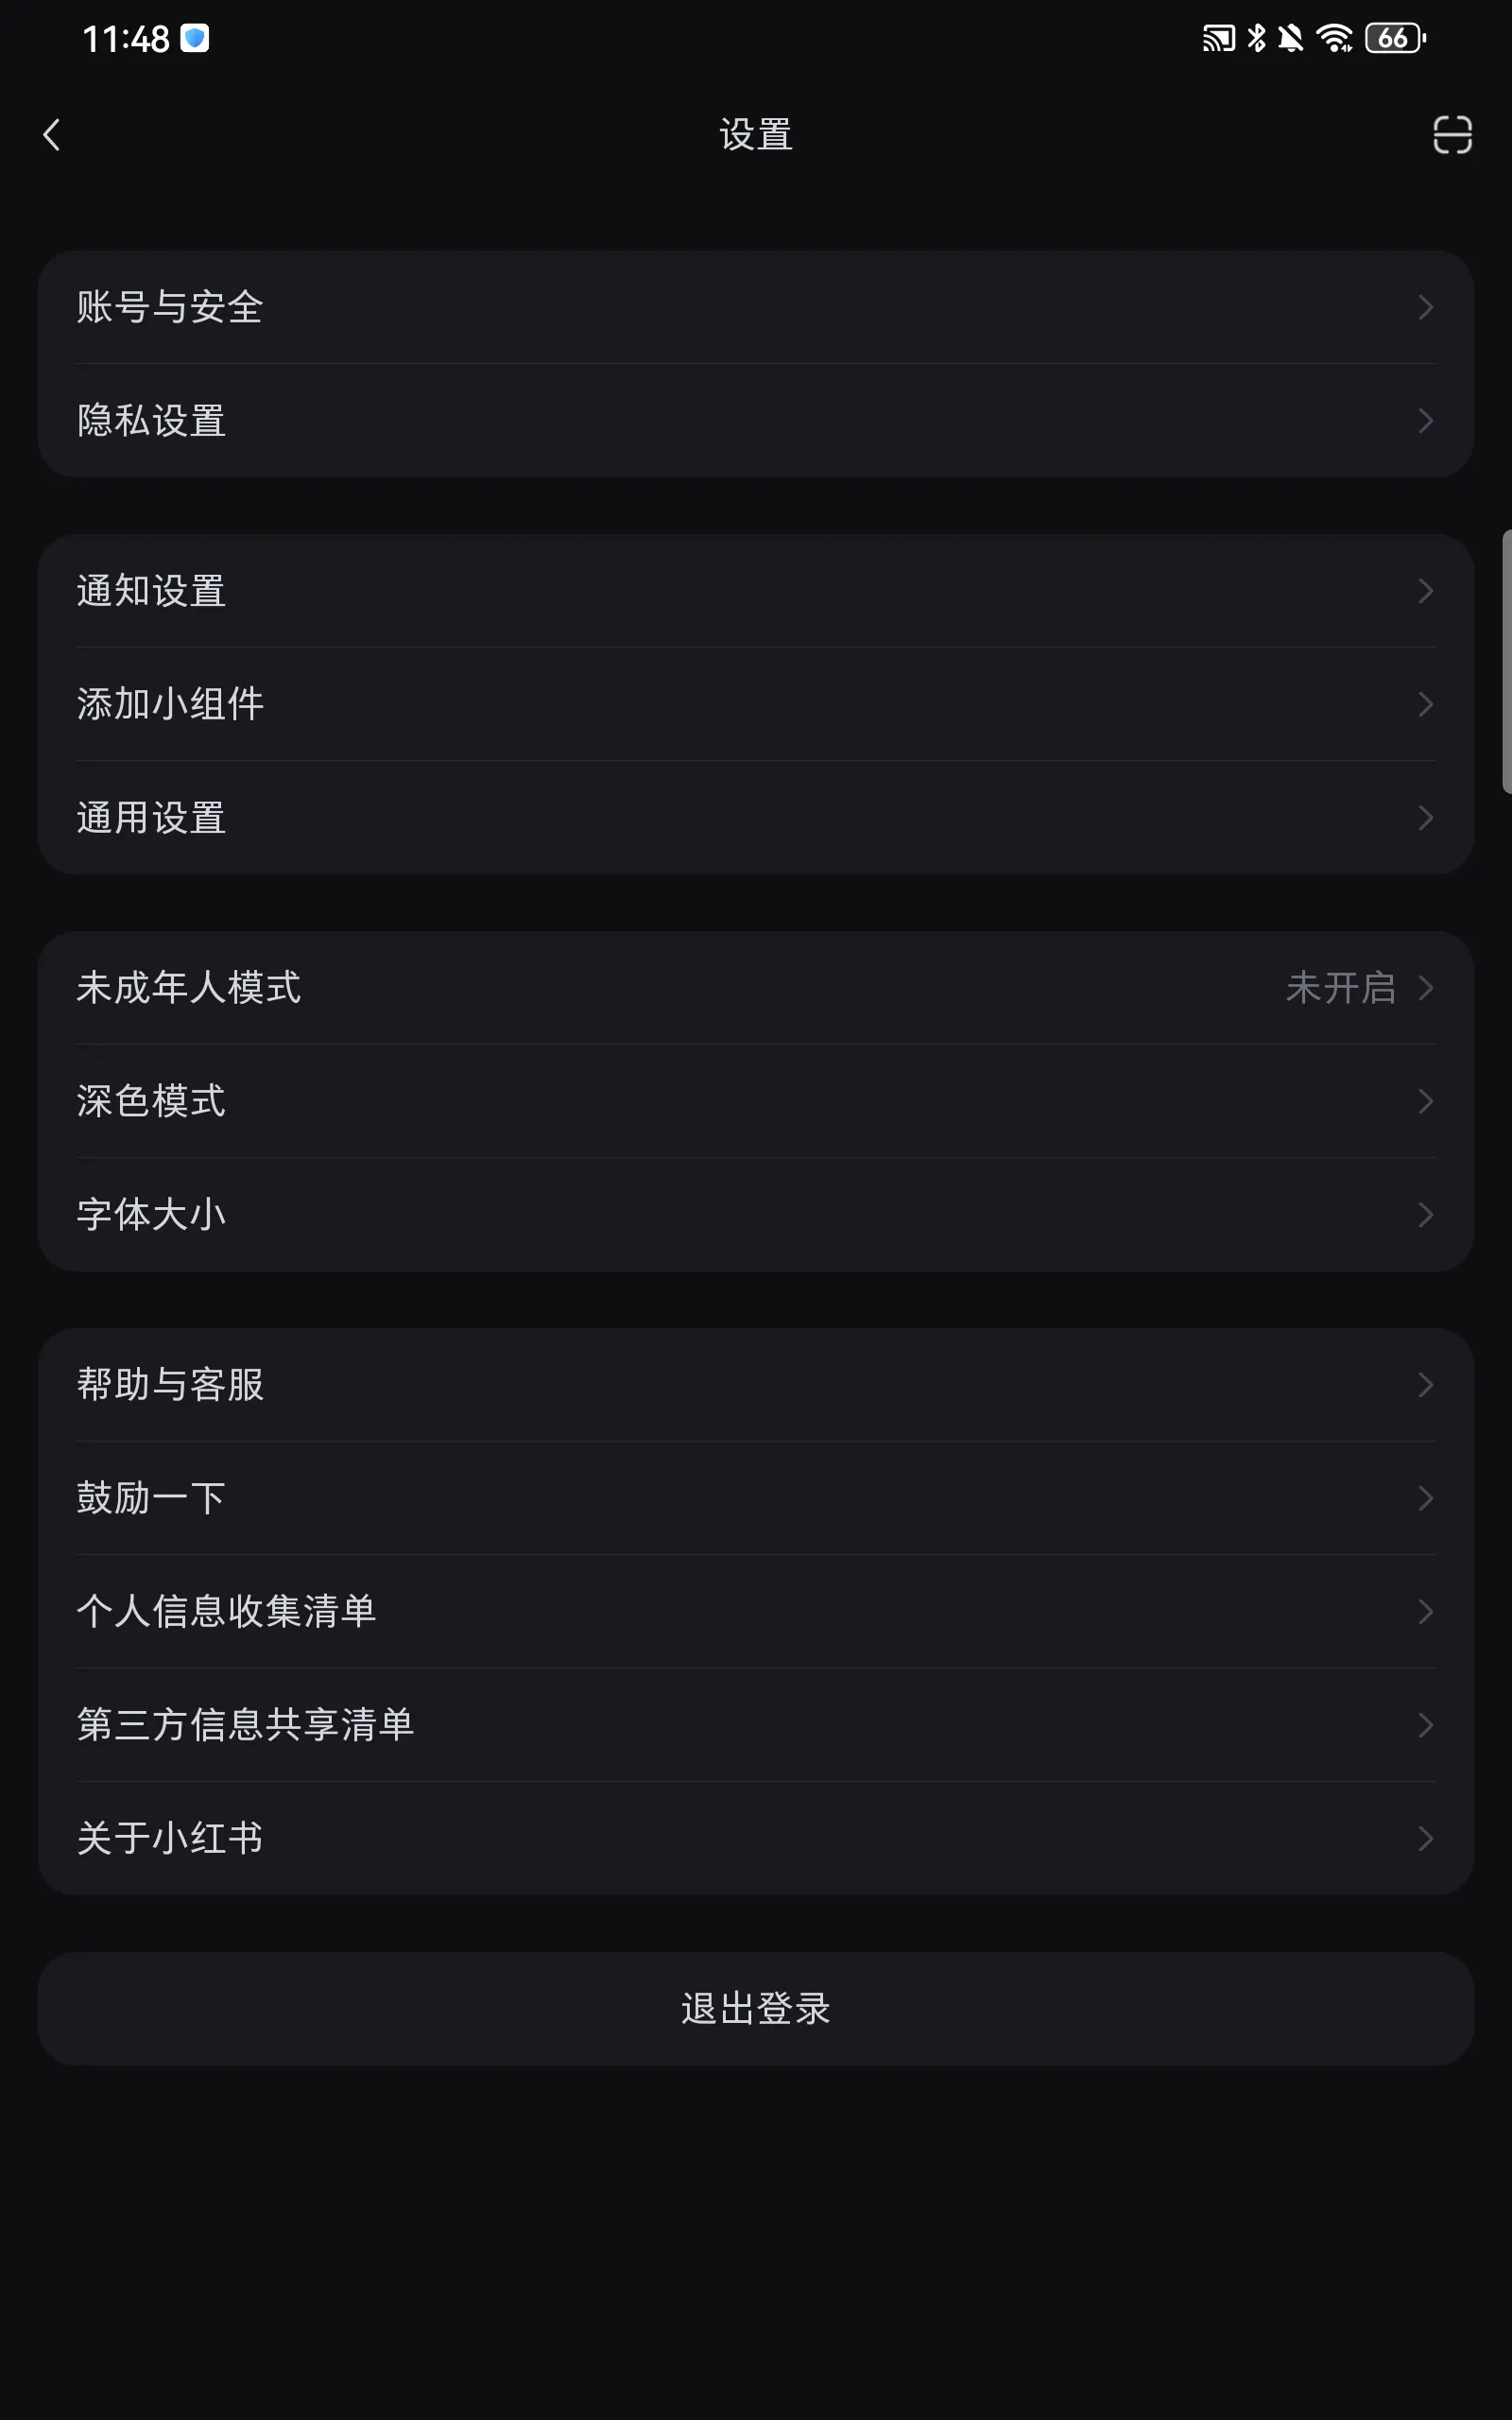 11:48
66
设置
账号与安全
隐私设置
通知设置
添加小组件
通用设置
未成年人模式 未开启
深色模式
字体大小
帮助与客服
鼓励一下
个人信息收集清单
第三方信息共享清单
关于小红书
退出登录